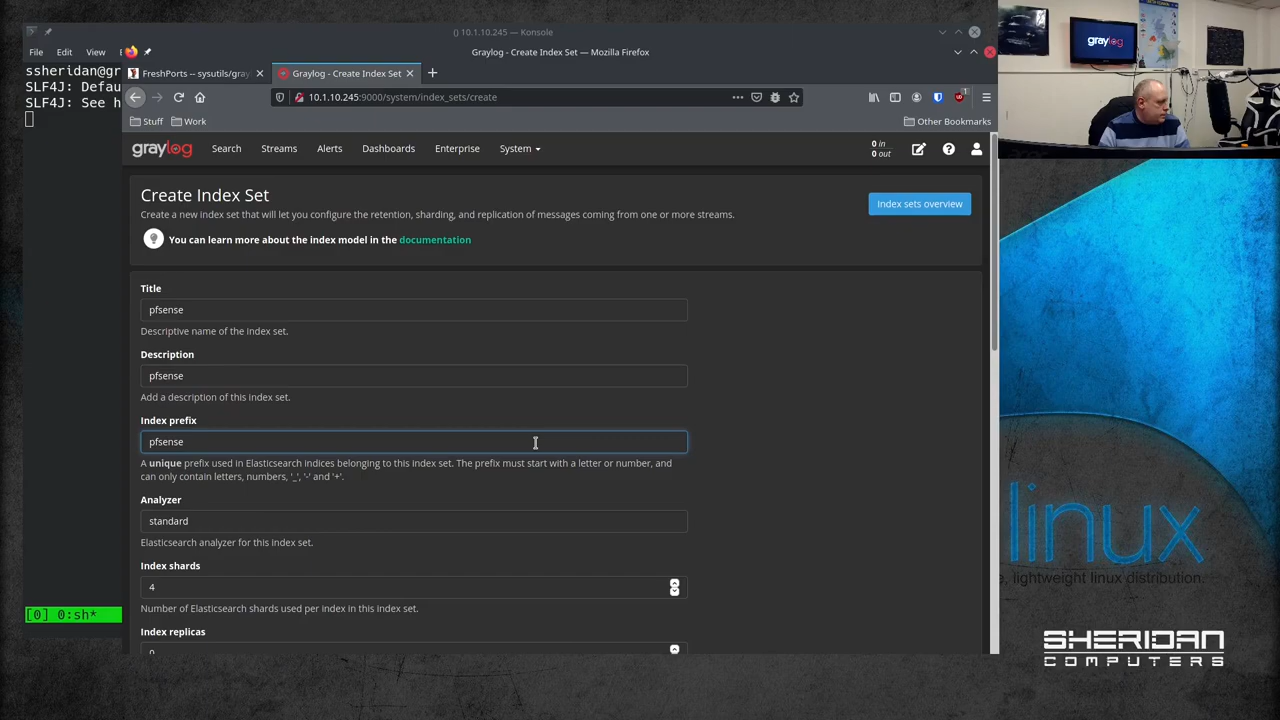 () 10.1.10.245 — Konsole
File Edit View
Graylog - Create Index Set — Mozilla Firefox
ssheridan@gr
SLF4J: Defau
SLF4J: See h
FreshPorts -- sysutils/gray
Graylog - Create Index Set
10.1.10.245:9000/system/index_sets/create
1
Stuff
Work
Other Bookmarks
graylog
Search
Streams
Alerts
Dashboards
Enterprise
System
0 in
0 out
Create Index Set
Create a new index set that will let you configure the retention, sharding, and replication of messages coming from one or more streams.
You can learn more about the index model in the documentation
Index sets overview
Title
pfsense
Descriptive name of the index set.
Description
pfsense
Add a description of this index set.
Index prefix
pfsense
A unique prefix used in Elasticsearch indices belonging to this index set. The prefix must start with a letter or number, and
can only contain letters, numbers, '_', '-' and '+'.
Analyzer
standard
Elasticsearch analyzer for this index set.
Index shards
4
Number of Elasticsearch shards used per index in this index set.
Index replicas
0
[0] 0:sh*
graylog
linux
, lightweight linux distribution.
SHERIDAN
COMPUTERS